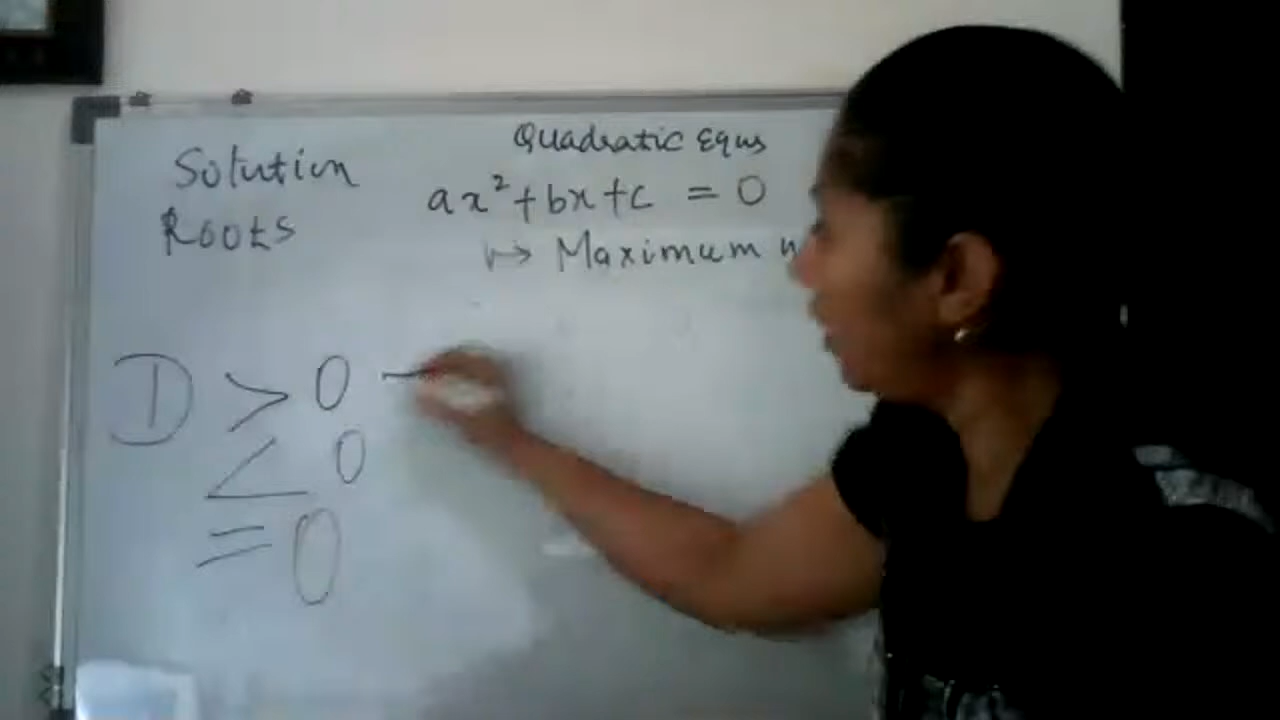 Solution
Roots
Quadratic Equs
ax²+bx+c = 0
↦ Maximum
D > 0 —
< 0
= 0